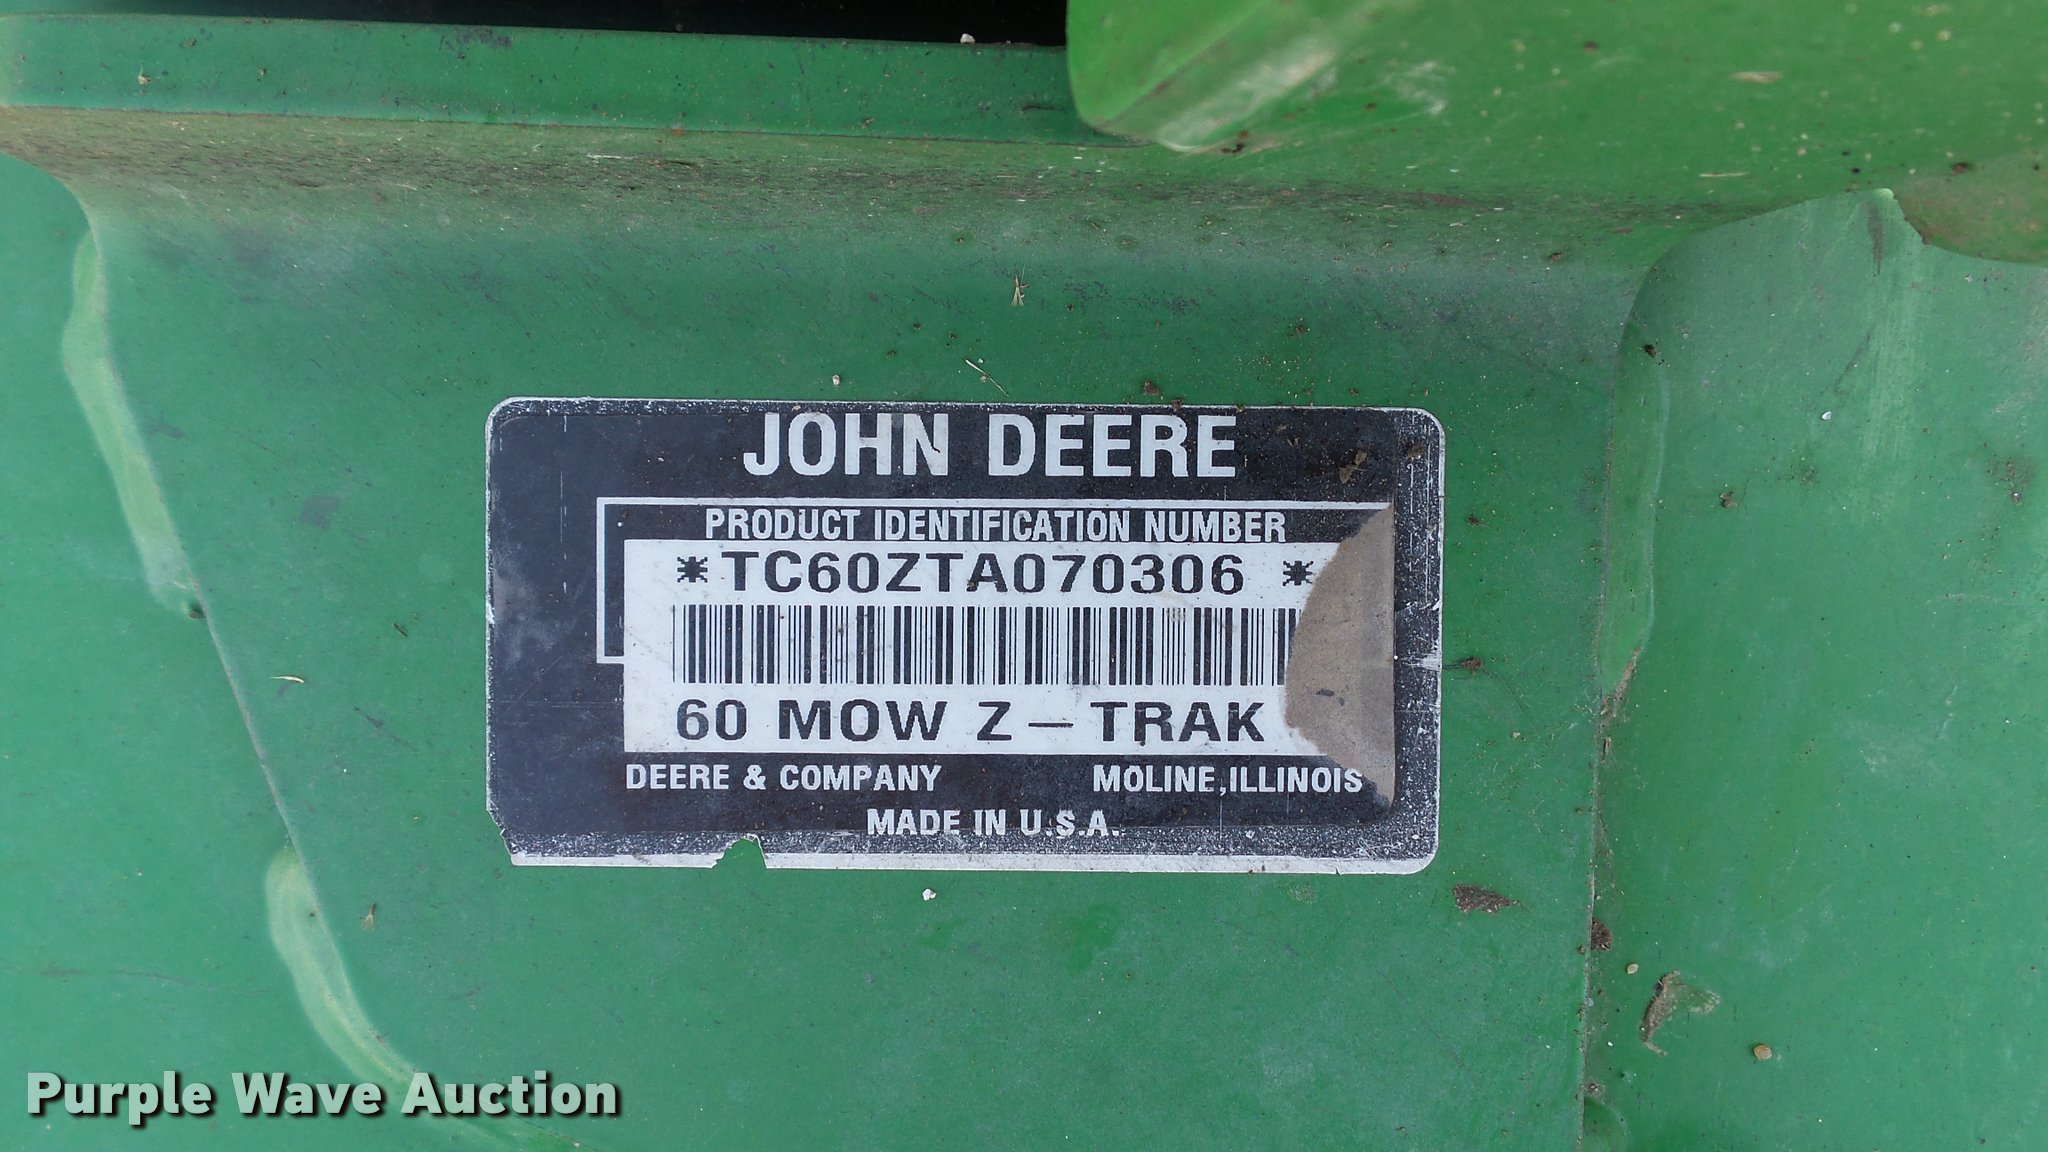 JOHN DEERE
PRODUCT IDENTIFICATION NUMBER
*TC60ZTA070306 *
60 MOW Z - TRAK
DEERE & COMPANY MOLINE, ILLINOIS
MADE IN U.S.A.
Purple Wave Auction